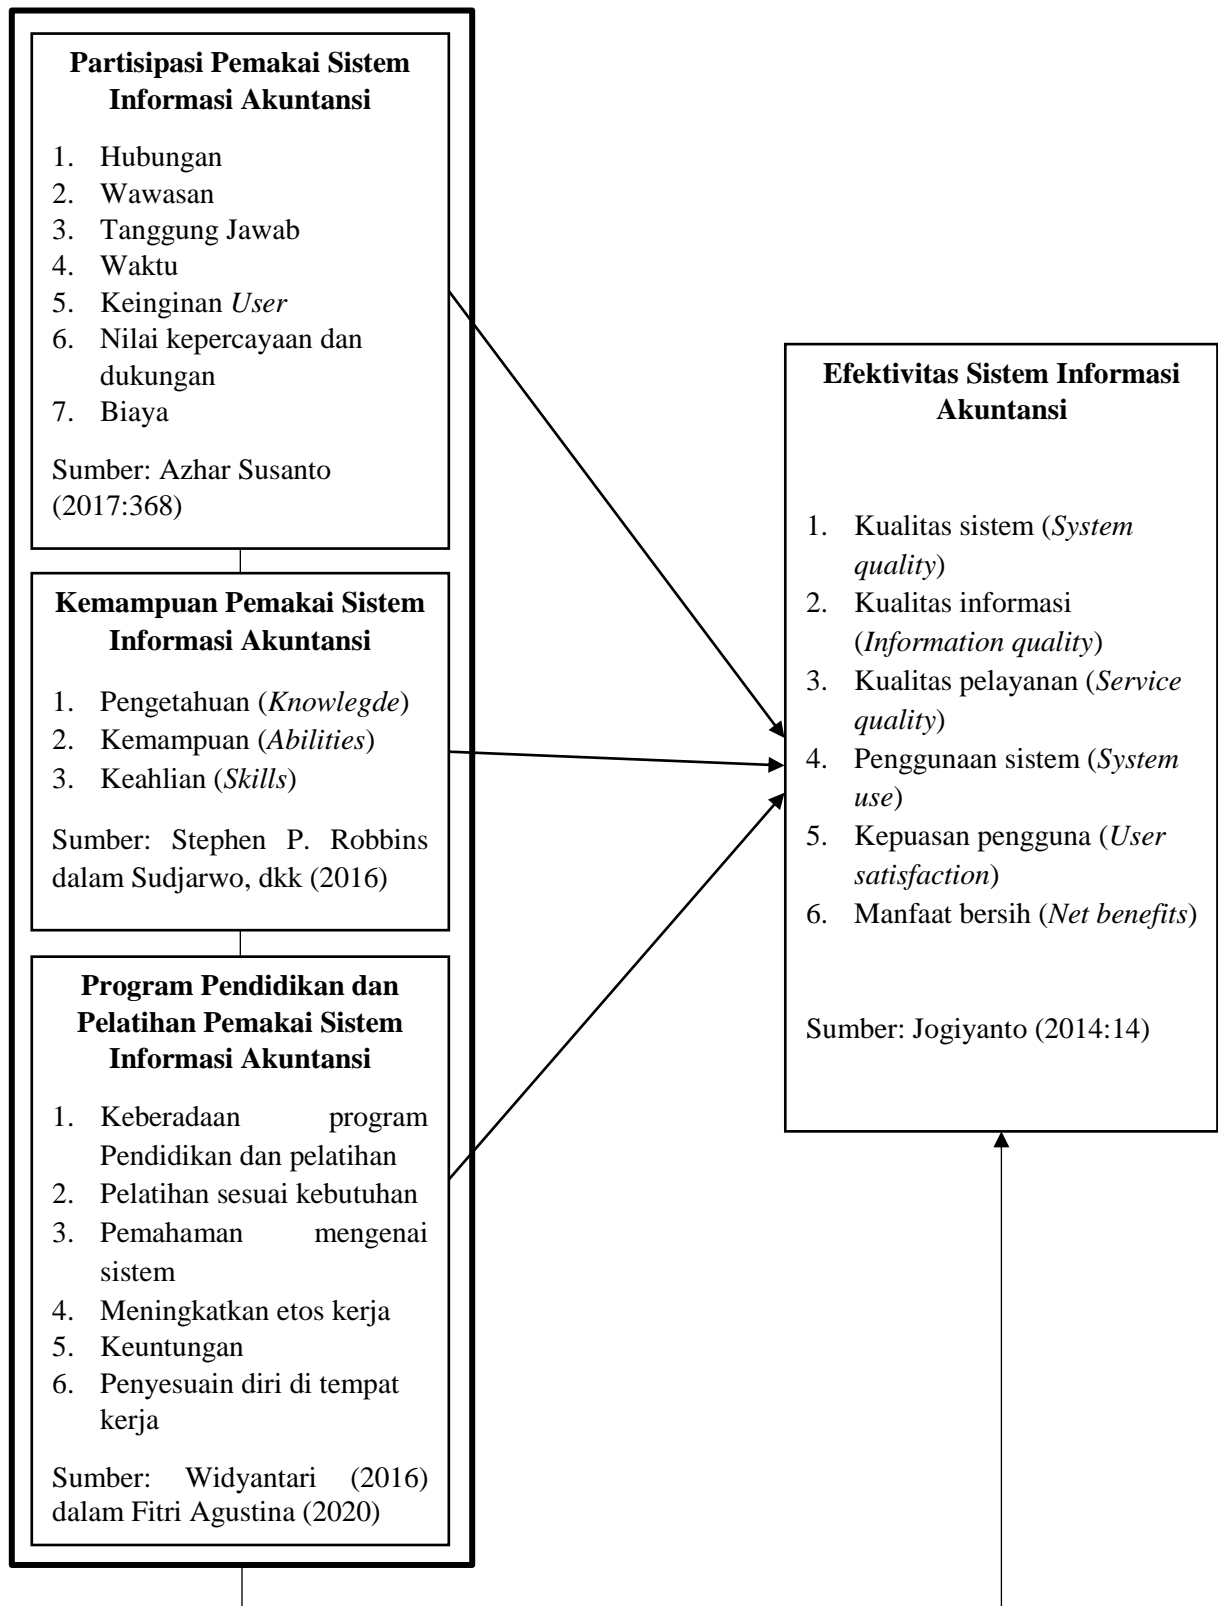 Partisipasi Pemakai Sistem
Informasi Akuntansi
1. Hubungan
2. Wawasan
3. Tanggung Jawab
4. Waktu
5. Keinginan User
6. Nilai kepercayaan dan
dukungan
7. Biaya
Sumber: Azhar Susanto
(2017:368)
Kemampuan Pemakai Sistem
Informasi Akuntansi
1. Pengetahuan (Knowlegde)
2. Kemampuan (Abilities)
3. Keahlian (Skills)
Sumber: Stephen P. Robbins
dalam Sudjarwo, dkk (2016)
Program Pendidikan dan
Pelatihan Pemakai Sistem
Informasi Akuntansi
1. Keberadaan program
Pendidikan dan pelatihan
2. Pelatihan sesuai kebutuhan
3. Pemahaman mengenai
sistem
4. Meningkatkan etos kerja
5. Keuntungan
6. Penyesuain diri di tempat
kerja
Sumber: Widyantari (2016)
dalam Fitri Agustina (2020)
Efektivitas Sistem Informasi
Akuntansi
1. Kualitas sistem (System
quality)
2. Kualitas informasi
(Information quality)
3. Kualitas pelayanan (Service
quality)
4. Penggunaan sistem (System
use)
5. Kepuasan pengguna (User
satisfaction)
6. Manfaat bersih (Net benefits)
Sumber: Jogiyanto (2014:14)